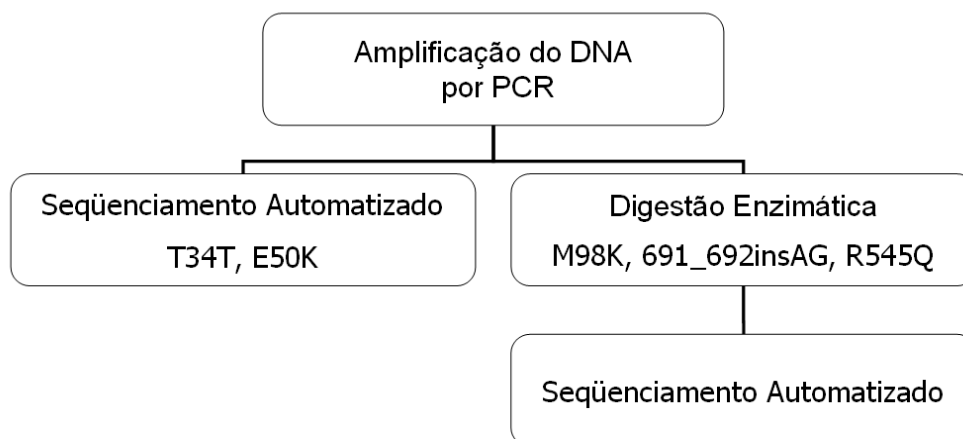 Amplificação do DNA
por PCR
Seqüenciamento Automatizado
T34T, E50K
Digestão Enzimática
M98K, 691_692insAG, R545Q
Seqüenciamento Automatizado